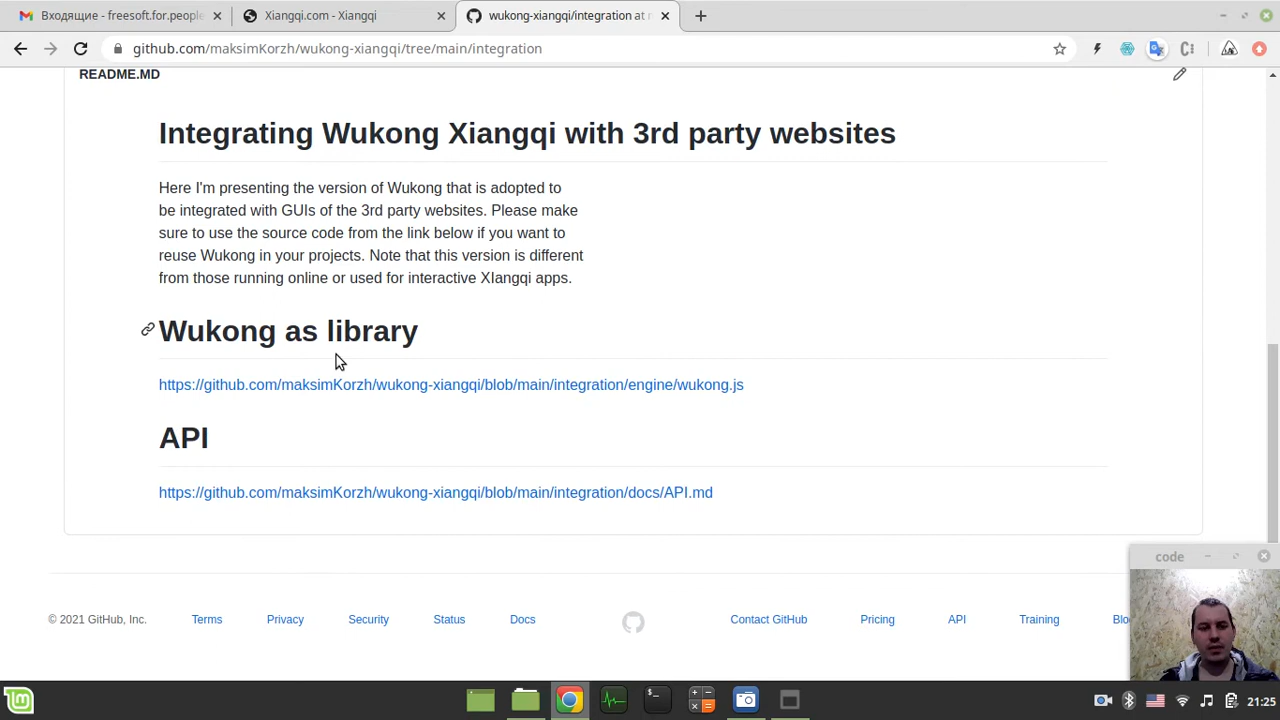 Входящие - freesoft.for.people
Xiangqi.com - Xiangqi
wukong-xiangqi/integration at
github.com/maksimKorzh/wukong-xiangqi/tree/main/integration
README.MD
Integrating Wukong Xiangqi with 3rd party websites
Here I'm presenting the version of Wukong that is adopted to
be integrated with GUIs of the 3rd party websites. Please make
sure to use the source code from the link below if you want to
reuse Wukong in your projects. Note that this version is different
from those running online or used for interactive XIangqi apps.
Wukong as library
https://github.com/maksimKorzh/wukong-xiangqi/blob/main/integration/engine/wukong.js
API
https://github.com/maksimKorzh/wukong-xiangqi/blob/main/integration/docs/API.md
code
© 2021 GitHub, Inc. Terms Privacy Security Status Docs Contact GitHub Pricing API Training Blo
21:25